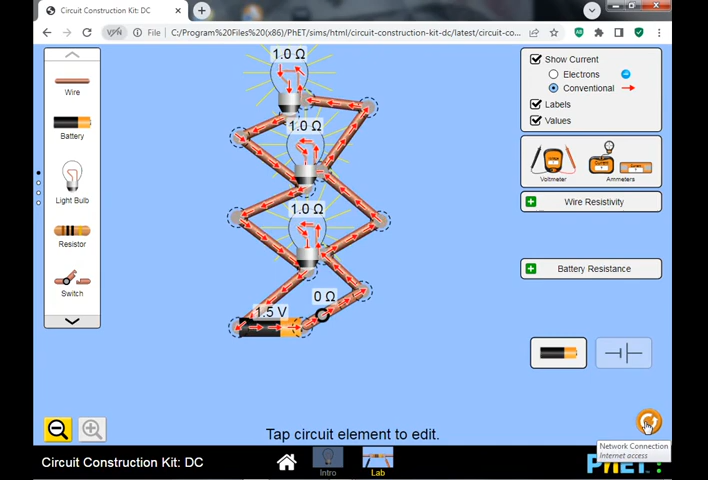 Circuit Construction Kit: DC
VPN
File
C:/Program%20Files%20(x86)/PhET/sims/html/circuit-construction-kit-dc/latest/circuit-co...
Wire
Battery
Light Bulb
Resistor
Switch
1.0 Ω
1.0 Ω
1.0 Ω
0 Ω
1.5 V
Show Current
Electrons
Conventional
Labels
Values
Voltmeter
Ammeters
Wire Resistivity
Battery Resistance
Tap circuit element to edit.
Network Connection
Internet access
Circuit Construction Kit: DC
Intro
Lab
PhET